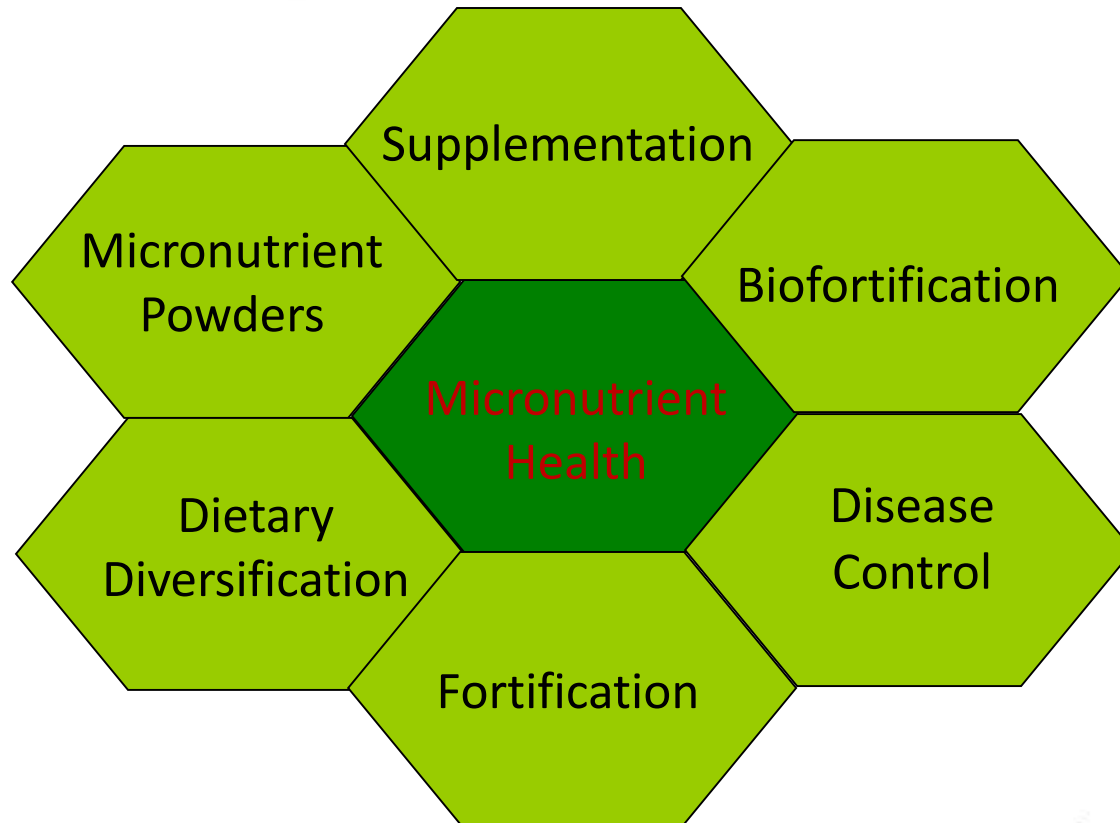 Supplementation
Micronutrient
Powders
Biofortification
Micronutrient
Health
Dietary
Diversification
Disease
Control
Fortification